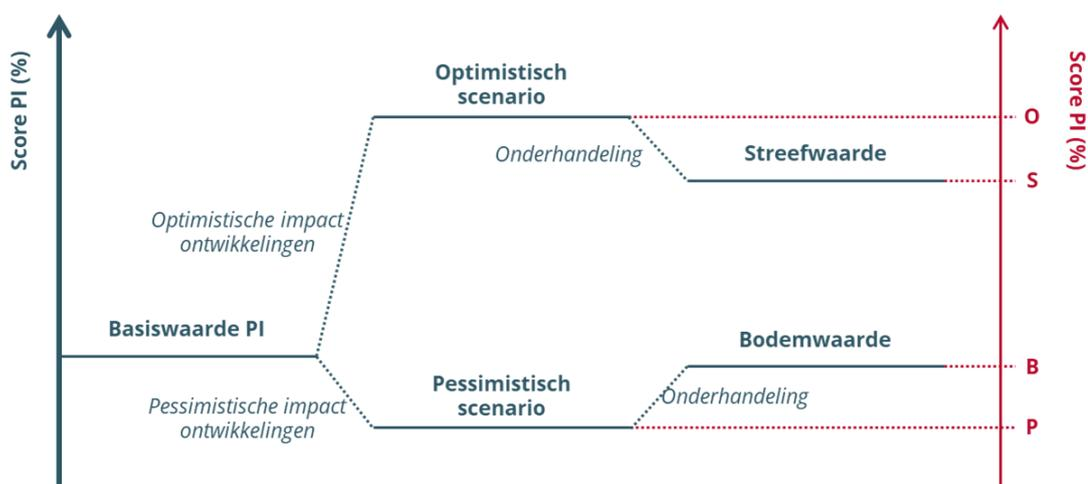 Score PI (%)
Score PI (%)
Optimistisch
scenario
O
Onderhandeling
Streefwaarde
S
Optimistische impact
ontwikkelingen
Basiswaarde PI
Bodemwaarde
B
Pessimistisch
scenario
Onderhandeling
Pessimistische impact
ontwikkelingen
P